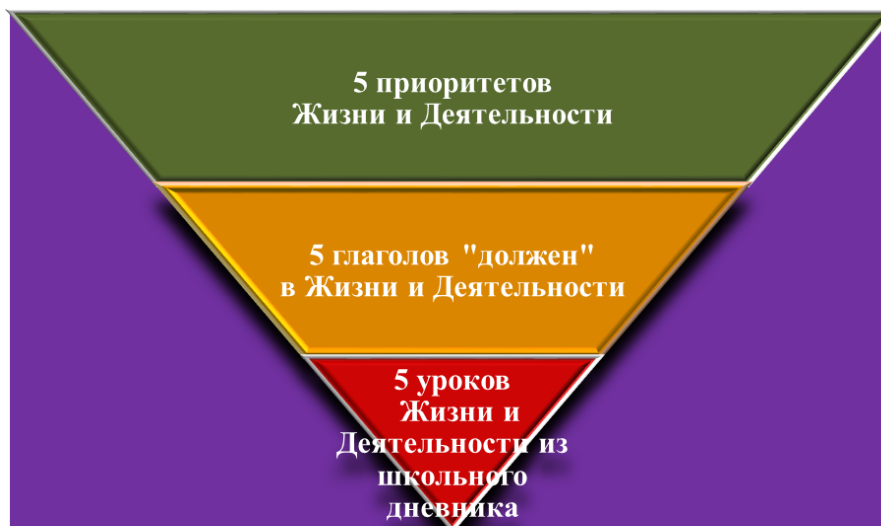 5 приоритетов
Жизни и Деятельности
5 глаголов "должен"
в Жизни и Деятельности
5 уроков
Жизни и
Деятельности из
школьного
дневника